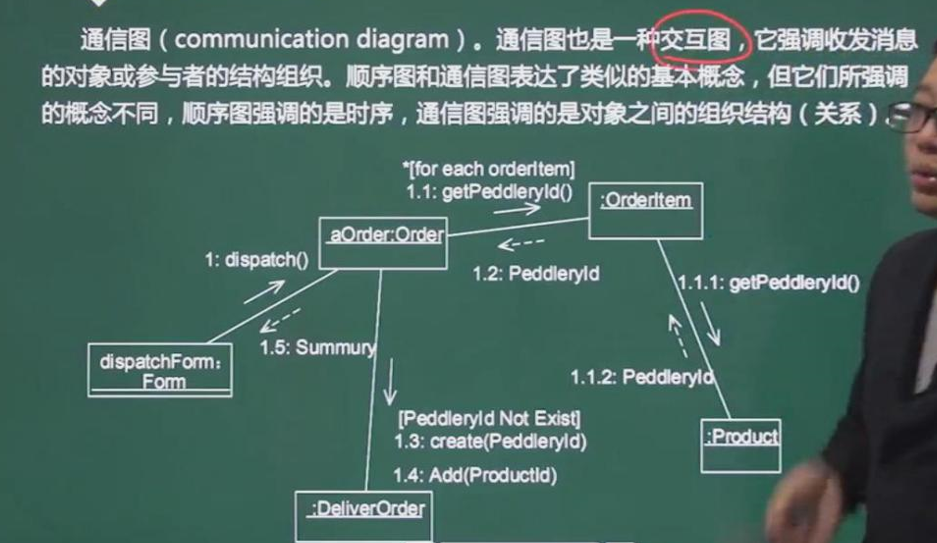 通信图（communication diagram）。通信图也是一种交互图，它强调收发消息
的对象或参与者的结构组织。顺序图和通信图表达了类似的基本概念，但它们所强调
的概念不同，顺序图强调的是时序，通信图强调的是对象之间的组织结构（关系）。
*[for each orderItem]
1.1: getPeddleryId()
:OrderItem
aOrder:Order
1: dispatch()
1.2: PeddleryId
1.1.1: getPeddleryId()
dispatchForm:
Form
1.5: Summury
1.1.2: PeddleryId
[PeddleryId Not Exist]
1.3: create(PeddleryId)
:Product
1.4: Add(ProductId)
:DeliverOrder